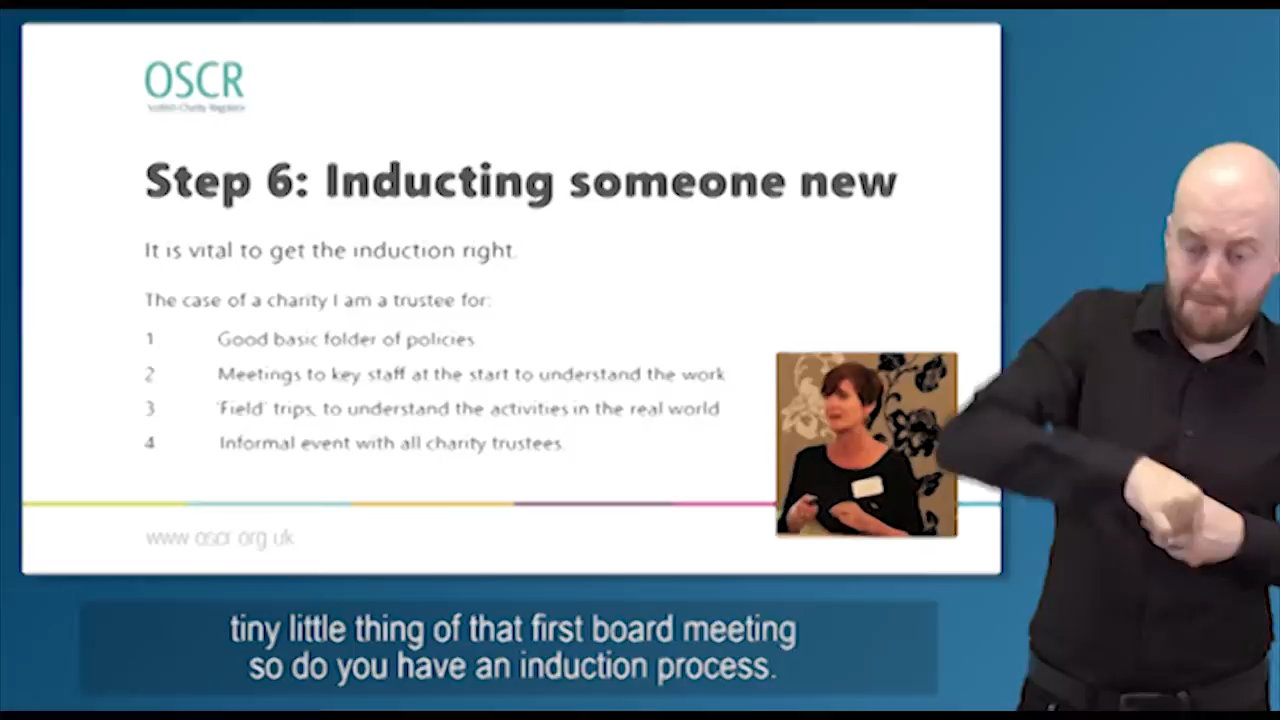 OSCR
Scottish Charity Regulator
Step 6: Inducting someone new
It is vital to get the induction right.
The case of a charity I am a trustee for:
1 Good basic folder of policies
2 Meetings to key staff at the start to understand the work
3 'Field' trips, to understand the activities in the real world
4 Informal event with all charity trustees.
www.oscr.org.uk
tiny little thing of that first board meeting
so do you have an induction process.